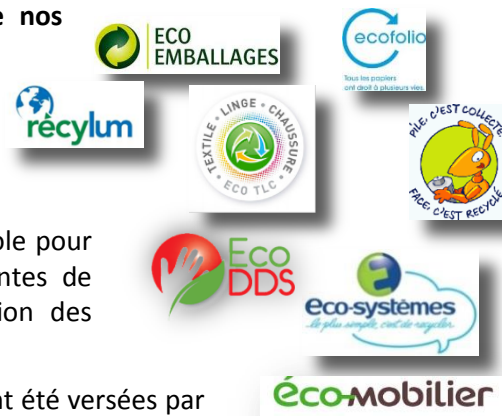 e nos
ECO
EMBALLAGES
ecofolio
Tous les papiers
ont droit à plusieurs vies
récylum
TEXTILE • LINGE • CHAUSSURE
ECO TLC
PILE, C'EST COLLECTÉ
FACE, C'EST RECYCLÉ
ble pour
ntes de
ion des
Eco
DDS
éco-systèmes
le plus simple, c'est de recycler
nt été versées par
éco-mobilier